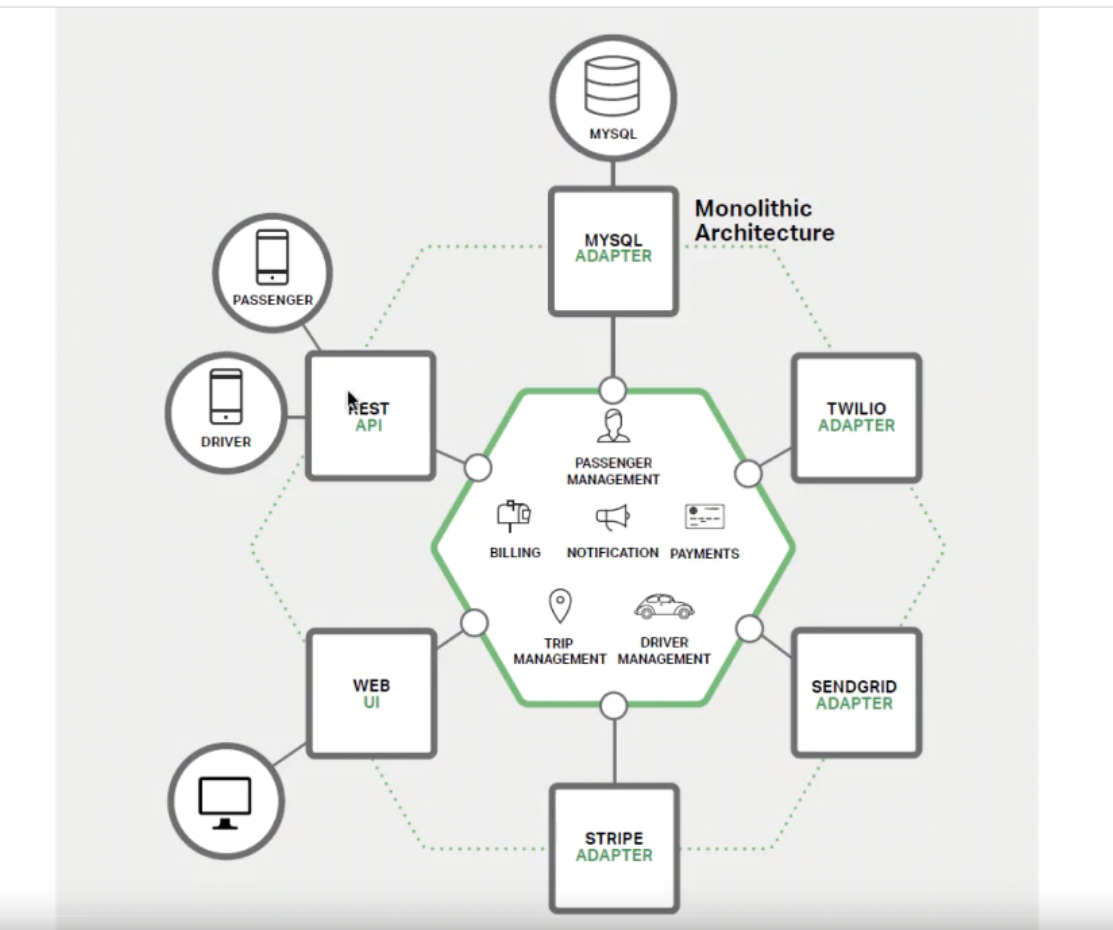 MYSQL
Monolithic
Architecture
MYSQL
ADAPTER
PASSENGER
DRIVER
REST
API
TWILIO
ADAPTER
PASSENGER
MANAGEMENT
BILLING
NOTIFICATION
PAYMENTS
TRIP
MANAGEMENT
DRIVER
MANAGEMENT
WEB
UI
SENDGRID
ADAPTER
STRIPE
ADAPTER